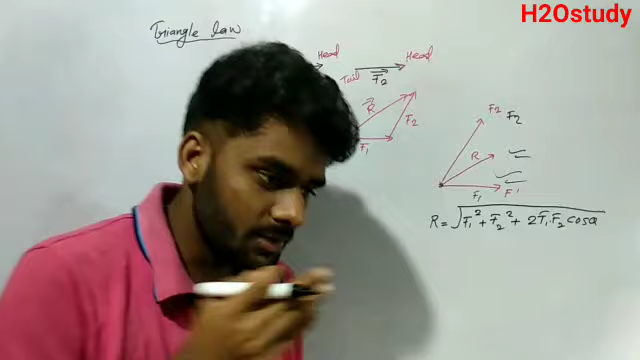 H2Ostudy
Triangle law
Head
Head
Tail
F2
R
F2
F1
F2
F2
R
F1
F1
R = √F1² + F2² + 2F1F2 cosα